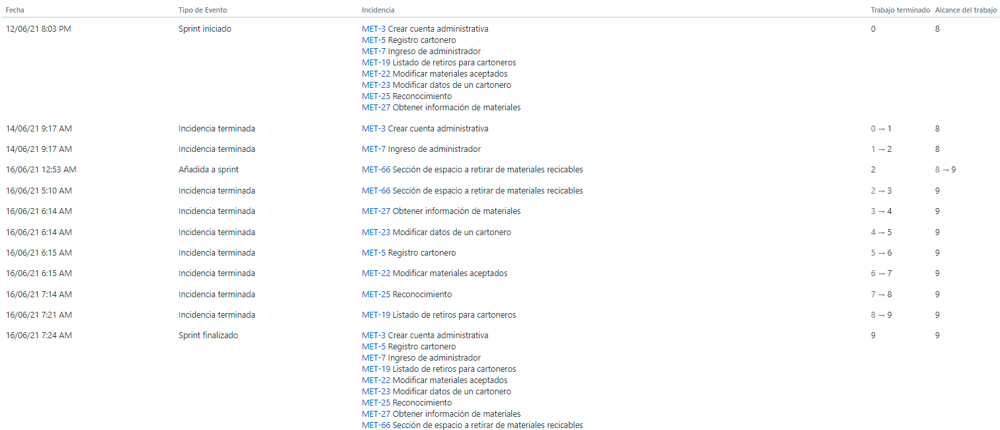 Fecha Tipo de Evento Incidencia Trabajo terminado Alcance del trabajo
12/06/21 8:03 PM Sprint iniciado MET-3 Crear cuenta administrativa 0 8
MET-5 Registro cartonero
MET-7 Ingreso de administrador
MET-19 Listado de retiros para cartoneros
MET-22 Modificar materiales aceptados
MET-23 Modificar datos de un cartonero
MET-25 Reconocimiento
MET-27 Obtener información de materiales
14/06/21 9:17 AM Incidencia terminada MET-3 Crear cuenta administrativa 0 → 1 8
14/06/21 9:17 AM Incidencia terminada MET-7 Ingreso de administrador 1 → 2 8
16/06/21 12:53 AM Añadida a sprint MET-66 Sección de espacio a retirar de materiales recicables 2 8 → 9
16/06/21 5:10 AM Incidencia terminada MET-66 Sección de espacio a retirar de materiales recicables 2 → 3 9
16/06/21 6:14 AM Incidencia terminada MET-27 Obtener información de materiales 3 → 4 9
16/06/21 6:14 AM Incidencia terminada MET-23 Modificar datos de un cartonero 4 → 5 9
16/06/21 6:15 AM Incidencia terminada MET-5 Registro cartonero 5 → 6 9
16/06/21 6:15 AM Incidencia terminada MET-22 Modificar materiales aceptados 6 → 7 9
16/06/21 7:14 AM Incidencia terminada MET-25 Reconocimiento 7 → 8 9
16/06/21 7:21 AM Incidencia terminada MET-19 Listado de retiros para cartoneros 8 → 9 9
16/06/21 7:24 AM Sprint finalizado MET-3 Crear cuenta administrativa 9 9
MET-5 Registro cartonero
MET-7 Ingreso de administrador
MET-19 Listado de retiros para cartoneros
MET-22 Modificar materiales aceptados
MET-23 Modificar datos de un cartonero
MET-25 Reconocimiento
MET-27 Obtener información de materiales
MET-66 Sección de espacio a retirar de materiales recicables